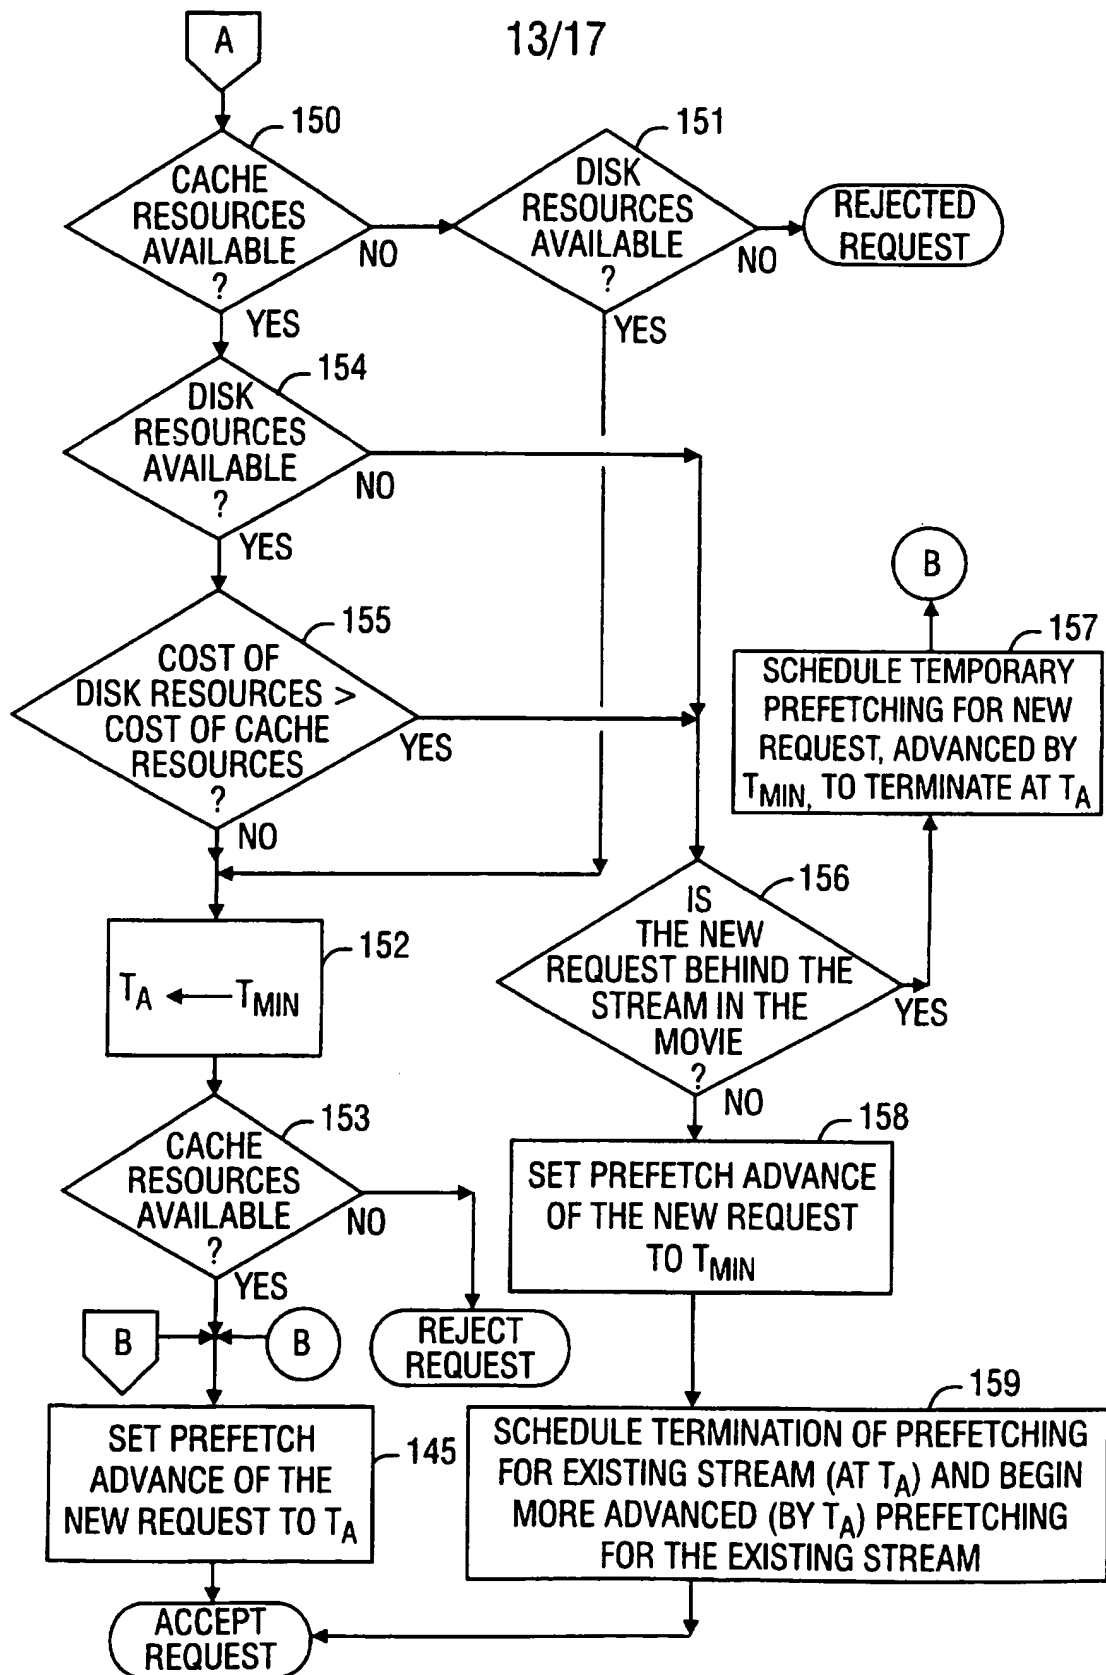 13/17
A
150
CACHE
RESOURCES
AVAILABLE
?
NO
YES
151
DISK
RESOURCES
AVAILABLE
?
NO
YES
REJECTED
REQUEST
154
DISK
RESOURCES
AVAILABLE
?
NO
YES
155
COST OF
DISK RESOURCES >
COST OF CACHE
RESOURCES
?
YES
NO
B
157
SCHEDULE TEMPORARY
PREFETCHING FOR NEW
REQUEST, ADVANCED BY
TMIN, TO TERMINATE AT TA
156
IS
THE NEW
REQUEST BEHIND THE
STREAM IN THE
MOVIE
?
YES
NO
152
TA ← TMIN
153
CACHE
RESOURCES
AVAILABLE
?
NO
YES
158
SET PREFETCH ADVANCE
OF THE NEW REQUEST
TO TMIN
B
B
REJECT
REQUEST
145
SET PREFETCH
ADVANCE OF THE
NEW REQUEST TO TA
159
SCHEDULE TERMINATION OF PREFETCHING
FOR EXISTING STREAM (AT TA) AND BEGIN
MORE ADVANCED (BY TA) PREFETCHING
FOR THE EXISTING STREAM
ACCEPT
REQUEST